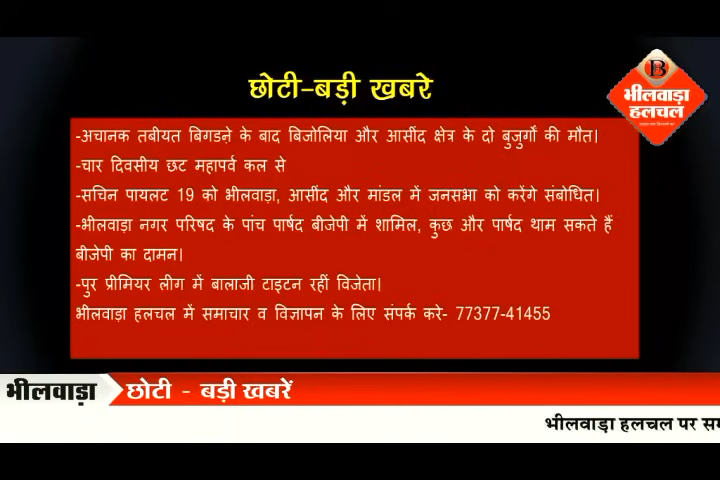 छोटी-बड़ी खबरे
B
भीलवाड़ा
हलचल
-अचानक तबीयत बिगडऩे के बाद बिजोलिया और आसींद क्षेत्र के दो बुजुर्गो की मौत।
-चार दिवसीय छट महापर्व कल से
-सचिन पायलट 19 को भीलवाड़ा, आसींद और मांडल में जनसभा को करेंगे संबोधित।
-भीलवाड़ा नगर परिषद के पांच पार्षद बीजेपी में शामिल, कुछ और पार्षद थाम सकते हैं
बीजेपी का दामन।
-पुर प्रीमियर लीग में बालाजी टाइटन रहीं विजेता।
भीलवाड़ा हलचल में समाचार व विज्ञापन के लिए संपर्क करे- 77377-41455
भीलवाड़ा छोटी - बड़ी खबरें
भीलवाड़ा हलचल पर